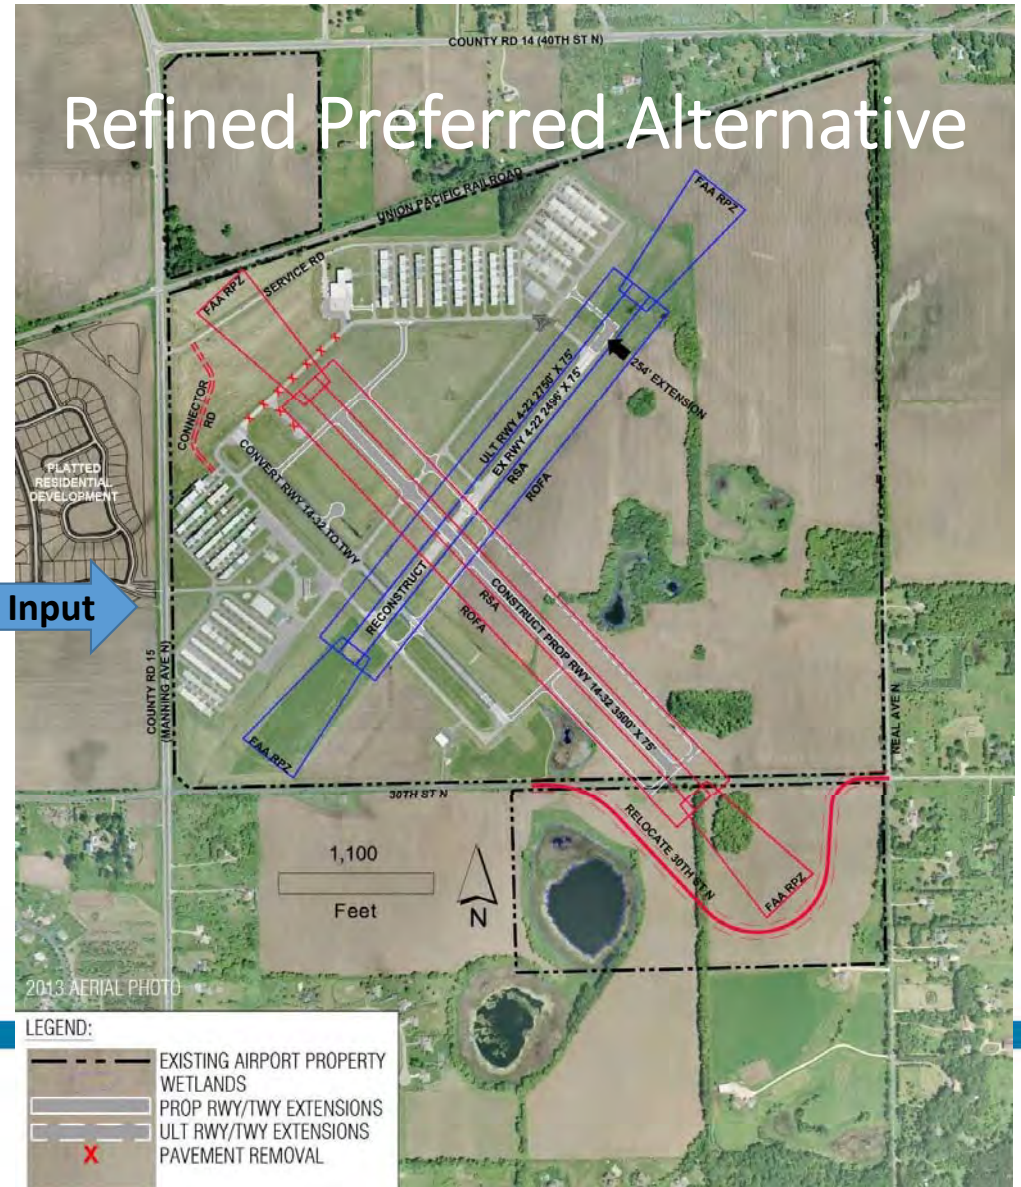 COUNTY RD 14 (40TH ST N)
Refined Preferred Alternative
UNION PACIFIC RAILROAD
FAA RPZ
SERVICE RD
FAA RPZ
254' EXTENSION
ULT RWY 4-22 2750' X 75'
EX RWY 4-22 2496' X 75'
RSA
ROFA
CONNECTOR
RD
CONVERT RWY 14-32 TO TWY
PLATTED
RESIDENTIAL
DEVELOPMENT
RECONSTRUCT
CONSTRUCT PROP RWY 14-32 3500' X 75'
RSA
ROFA
Input
COUNTY RD 15
(MANNING AVE N)
NEAL AVE N
FAA RPZ
30TH ST N
RELOCATE 30TH ST N
FAA RPZ
1,100
Feet
N
2013 AERIAL PHOTO
LEGEND:
EXISTING AIRPORT PROPERTY
WETLANDS
PROP RWY/TWY EXTENSIONS
ULT RWY/TWY EXTENSIONS
X PAVEMENT REMOVAL